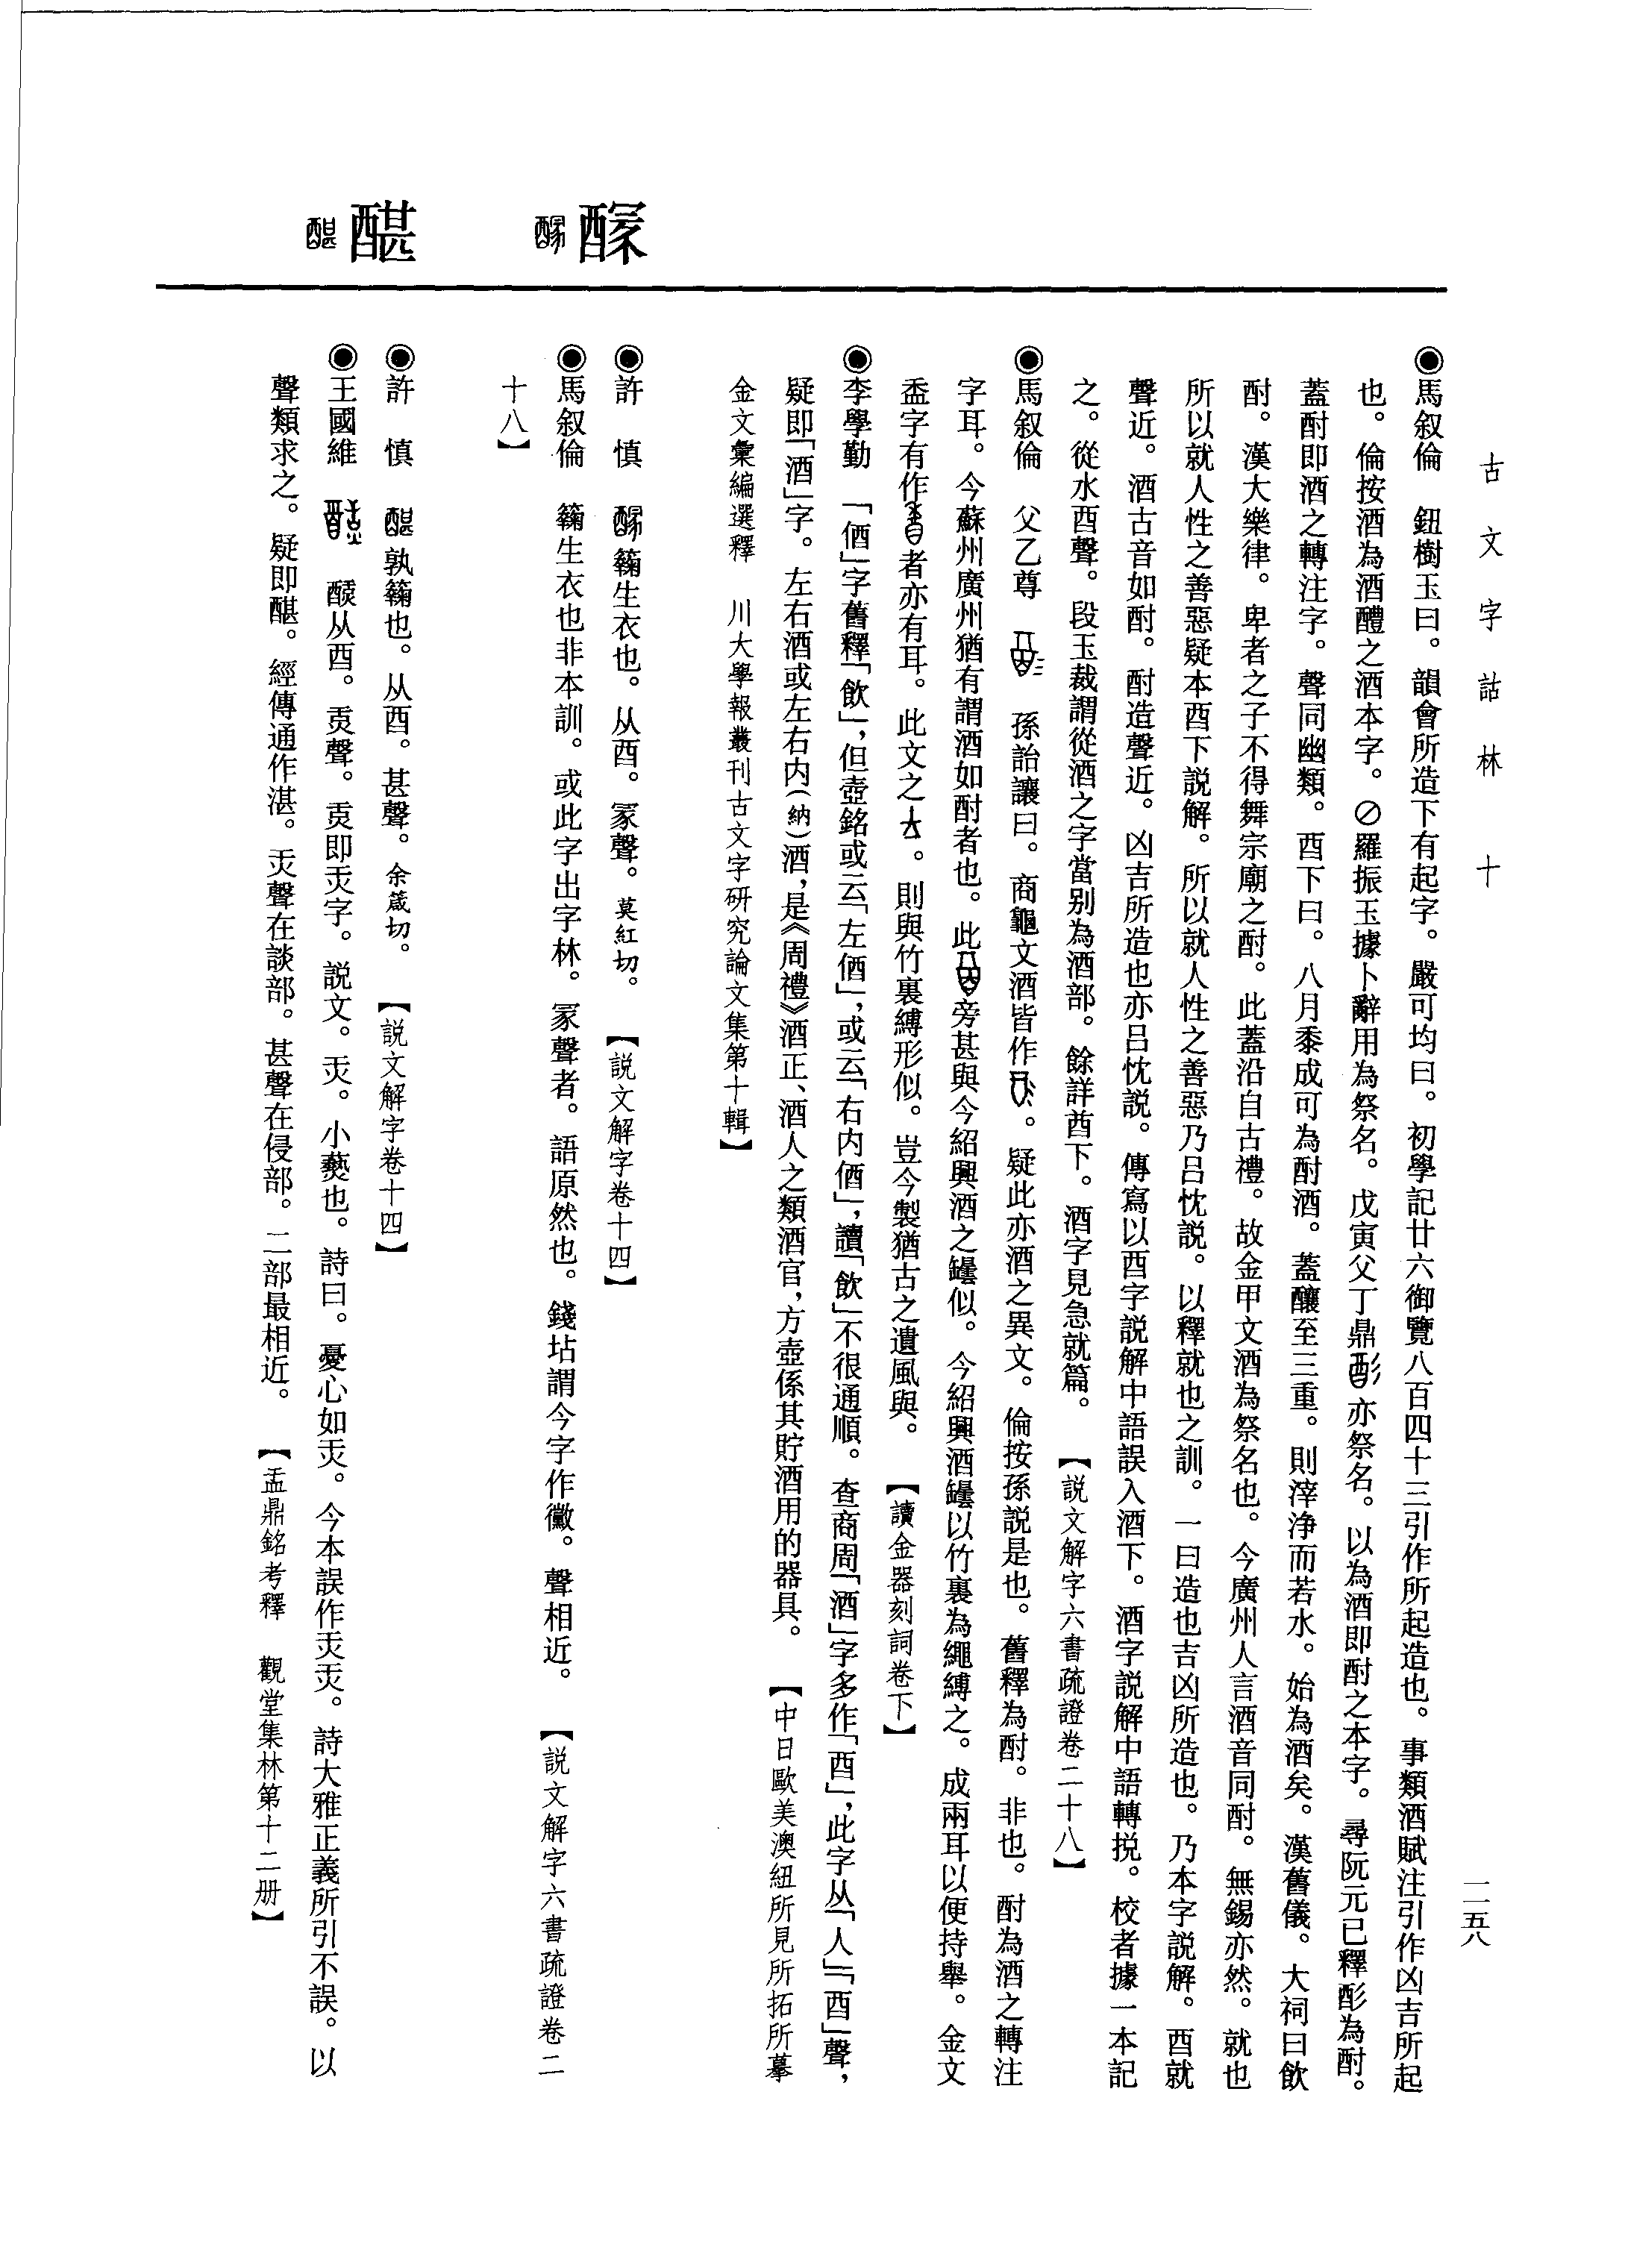 古文字詁林 十
一一五八
醾
醓
◉馬叙倫 鈕樹玉曰。韻會所造下有起字。嚴可均曰。初學記廿六御覽八百四十三引作所起造也。事類酒賦注引作凶吉所起
也。倫按酒為酒醴之酒本字。⊘羅振玉據卜辭用為祭名。戊寅父丁鼎亦祭名。以為酒即酎之本字。尋阮元已釋酏為酎。
蓋酎即酒之轉注字。聲同幽類。酉下曰。八月黍成可為酎酒。蓋釀至三重。則滓浄而若水。始為酒矣。漢舊儀。大祠曰飲
酎。漢大樂律。卑者之子不得舞宗廟之酎。此蓋沿自古禮。故金甲文酒為祭名也。今廣州人言酒音同酎。無錫亦然。就也
所以就人性之善惡疑本酉下説解。所以就人性之善惡乃吕忱説。以釋就也之訓。一曰造也吉凶所造也。乃本字説解。酉就
聲近。酒古音如酎。酎造聲近。凶吉所造也亦吕忱説。傳寫以酉字説解中語誤入酒下。酒字説解中語轉挩。校者據一本記
之。從水酉聲。段玉裁謂從酒之字當别為酒部。餘詳酋下。酒字見急就篇。 【説文解字六書疏證卷二十八】
◉馬叙倫 父乙尊 孫詒讓曰。商龜文酒皆作。疑此亦酒之異文。倫按孫説是也。舊釋為酎。非也。酎為酒之轉注
字耳。今蘇州廣州猶有謂酒如酎者也。此旁甚與今紹興酒之罎似。今紹興酒罎以竹裹為繩縛之。成兩耳以便持舉。金文
盉字有作者亦有耳。此文之。則與竹裹縛形似。豈今製猶古之遺風與。 【讀金器刻詞卷下】
◉李學勤 「偤」字舊釋「飲」，但壺銘或云「左偤」，或云「右内偤」，讀「飲」不很通順。查商周「酒」字多作「酉」，此字从「人」「酉」聲，
疑即「酒」字。左右酒或左右内（納）酒，是《周禮》酒正、酒人之類酒官，方壺係其貯酒用的器具。 【中日歐美澳紐所見所拓所摹
金文彙編選釋 川大學報叢刊古文字研究論文集第十輯】
◉許 慎 籟生衣也。从酉。冡聲。莫紅切。 【説文解字卷十四】
◉馬叙倫 生衣也非本訓。或此字出字林。冡聲者。語原然也。錢坫謂今字作黴。聲相近。 【説文解字六書疏證卷二
十八】
◉許 慎 孰也。从酉。甚聲。余箴切。 【説文解字卷十四】
◉王國維 从酉。聲。即㶣字。説文。小爇也。詩曰。憂心如。今本誤作。詩大雅正義所引不誤。以
聲類求之。疑即醓。經傳通作湛。聲在談部。甚聲在侵部。二部最相近。 【盂鼎銘考釋 觀堂集林第十二册】